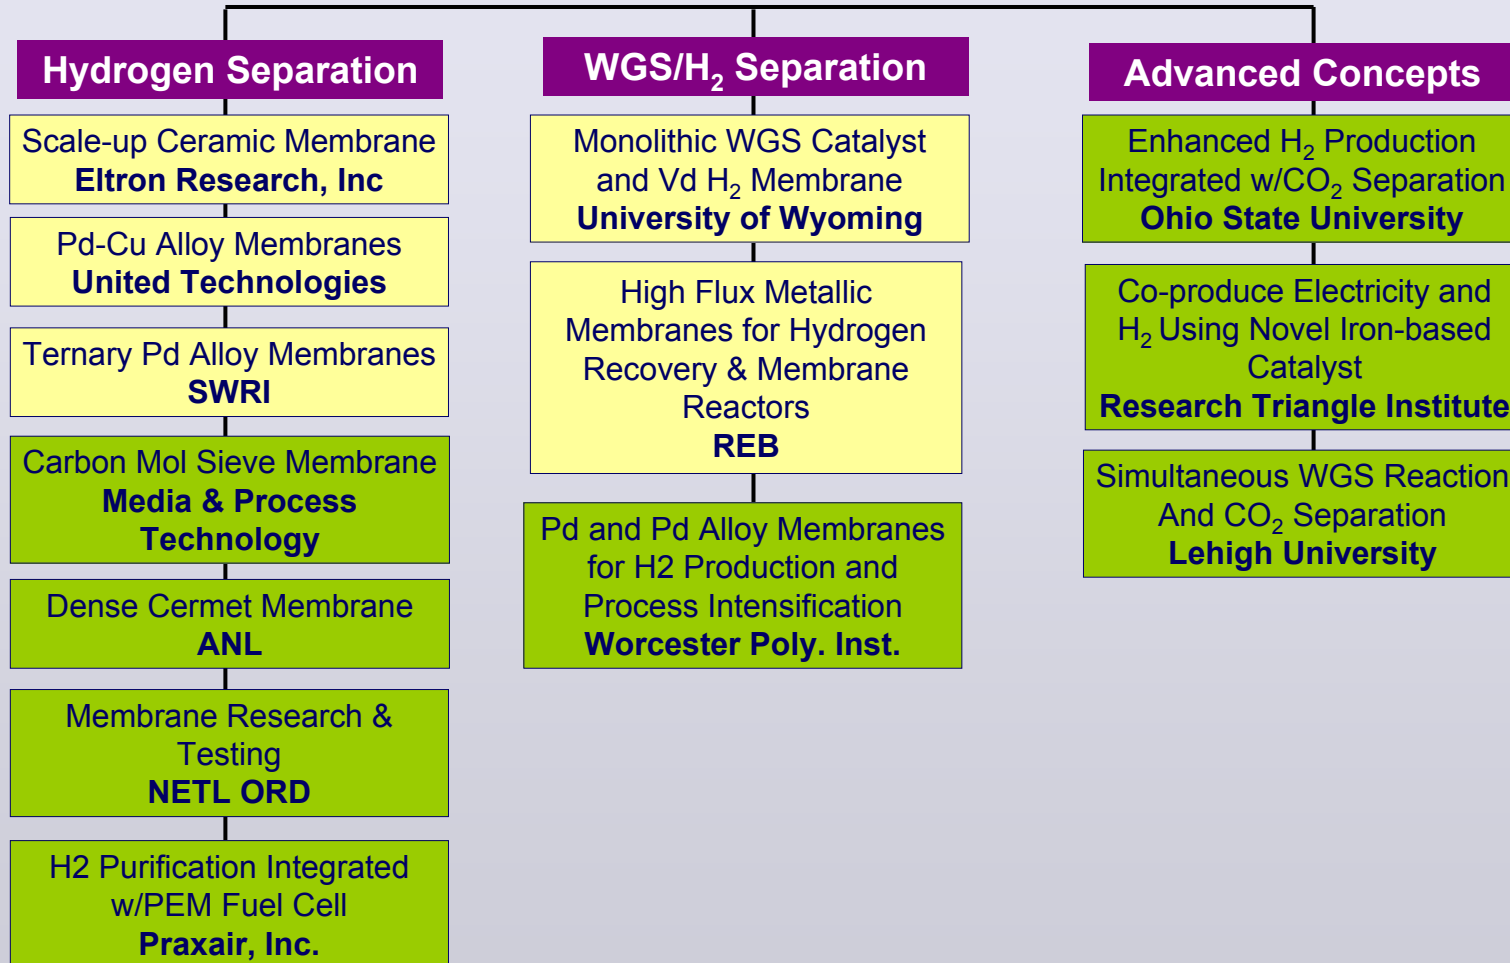 Hydrogen Separation
Scale-up Ceramic Membrane
Eltron Research, Inc
Pd-Cu Alloy Membranes
United Technologies
Ternary Pd Alloy Membranes
SWRI
Carbon Mol Sieve Membrane
Media & Process
Technology
Dense Cermet Membrane
ANL
Membrane Research &
Testing
NETL ORD
H2 Purification Integrated
w/PEM Fuel Cell
Praxair, Inc.
WGS/H₂ Separation
Monolithic WGS Catalyst
and Vd H₂ Membrane
University of Wyoming
High Flux Metallic
Membranes for Hydrogen
Recovery & Membrane
Reactors
REB
Pd and Pd Alloy Membranes
for H2 Production and
Process Intensification
Worcester Poly. Inst.
Advanced Concepts
Enhanced H₂ Production
Integrated w/CO₂ Separation
Ohio State University
Co-produce Electricity and
H₂ Using Novel Iron-based
Catalyst
Research Triangle Institute
Simultaneous WGS Reaction
And CO₂ Separation
Lehigh University